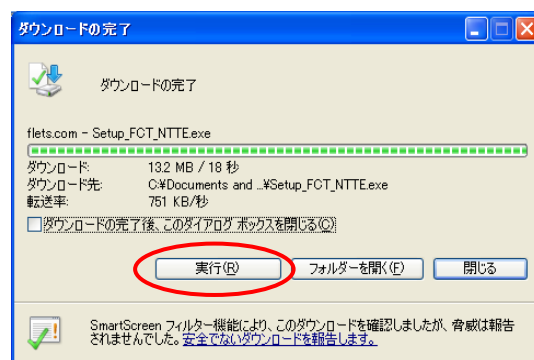 ダウンロードの完了
ダウンロードの完了
flets.com - Setup_FCT_NTTE.exe
ダウンロード: 13.2 MB / 18 秒
ダウンロード先: C:¥Documents and ...¥Setup_FCT_NTTE.exe
転送率: 751 KB/秒
ダウンロードの完了後、このダイアログ ボックスを閉じる(C)
実行(R) フォルダーを開く(F) 閉じる
SmartScreen フィルター機能により、このダウンロードを確認しましたが、脅威は報告
されませんでした。安全でないダウンロードを報告します。